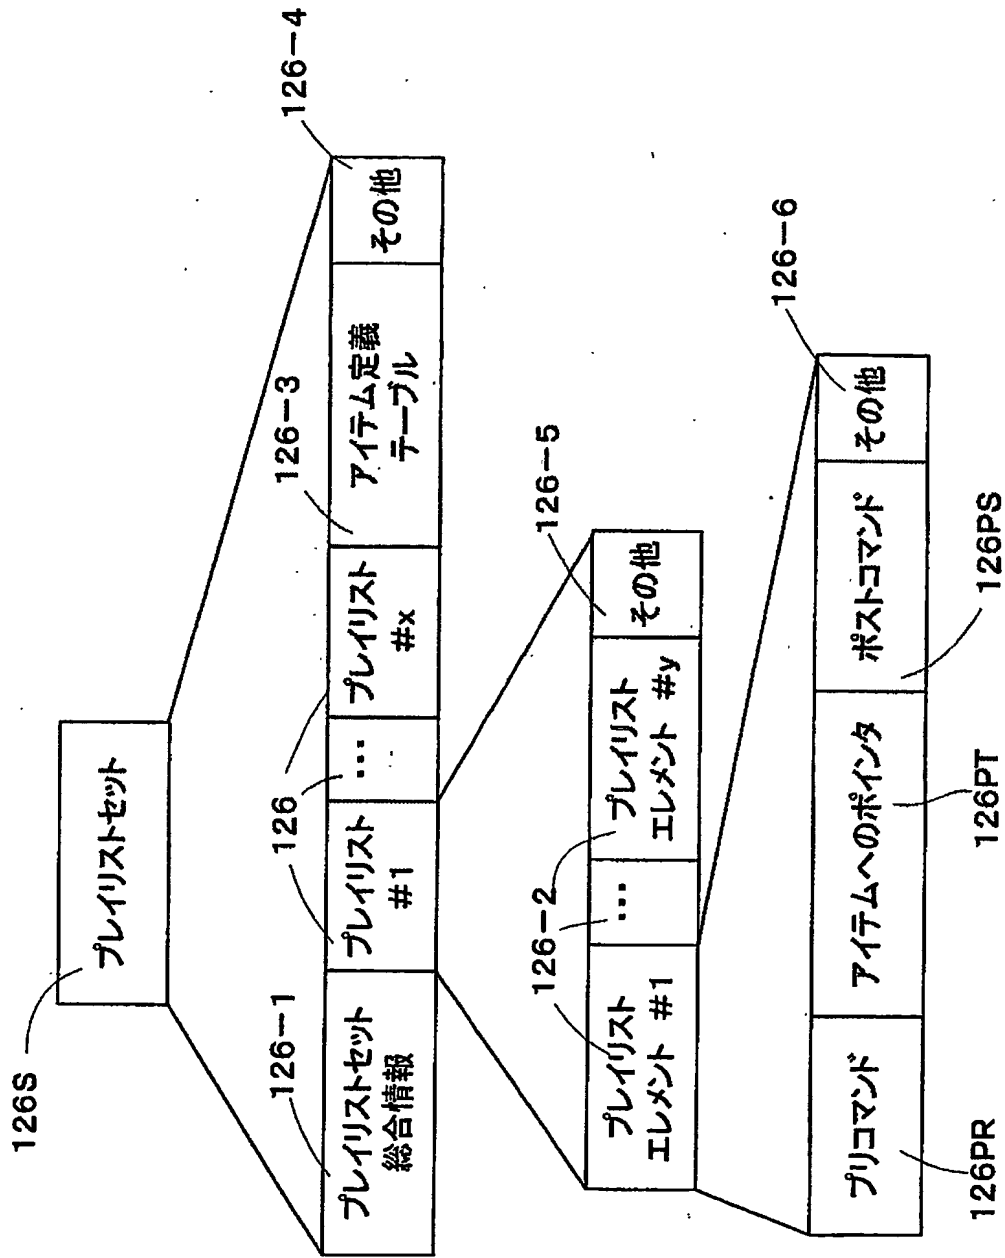 126S
プレイリストセット
126-1
126
126-3
126-4
プレイリストセット
総合情報
プレイリスト
#1
...
プレイリスト
#x
アイテム定義
テーブル
その他
126-2
126-5
プレイリスト
エレメント #1
...
プレイリスト
エレメント #y
その他
126-6
プリコマンド
アイテムへのポインタ
ポストコマンド
その他
126PR
126PT
126PS